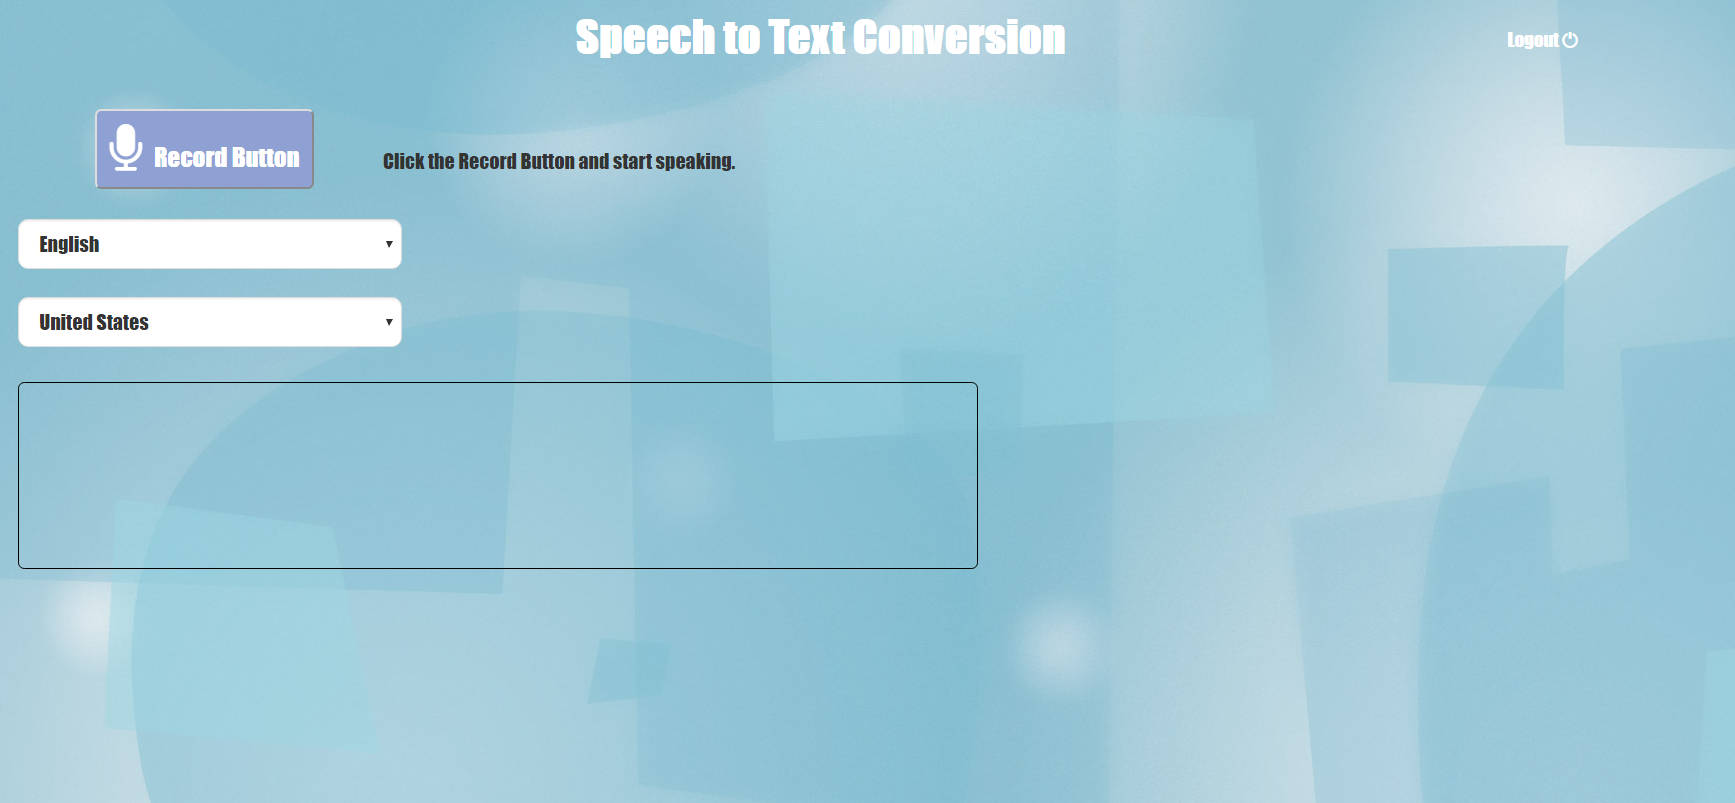 Speech to Text Conversion
Logout
Record Button
Click the Record Button and start speaking.
English
United States